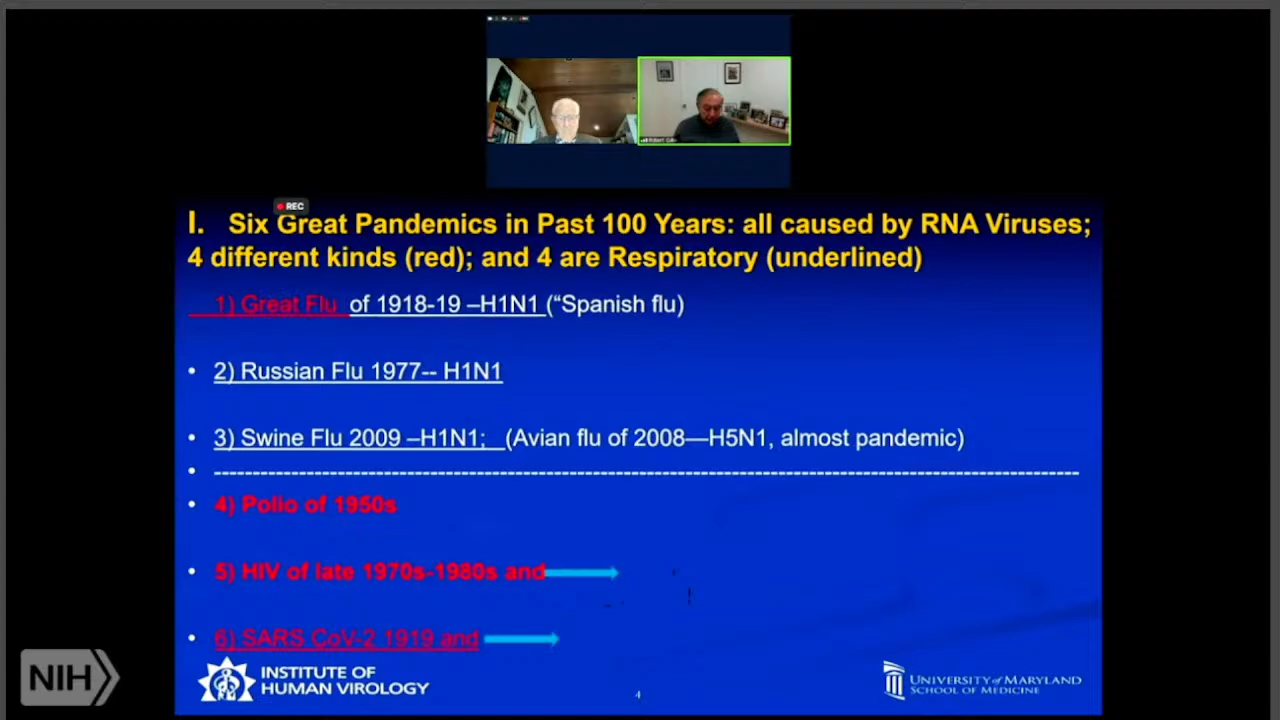 Robert Gallo
REC
I. Six Great Pandemics in Past 100 Years: all caused by RNA Viruses;
4 different kinds (red); and 4 are Respiratory (underlined)
1) Great Flu of 1918-19 –H1N1 (“Spanish flu)
• 2) Russian Flu 1977-- H1N1
• 3) Swine Flu 2009 –H1N1; (Avian flu of 2008—H5N1, almost pandemic)
• ------------------------------------------------------------------------------------------
• 4) Polio of 1950s
• 5) HIV of late 1970s-1980s and
• 6) SARS CoV-2 1919 and
NIH
INSTITUTE OF
HUMAN VIROLOGY
4
UNIVERSITY of MARYLAND
SCHOOL OF MEDICINE